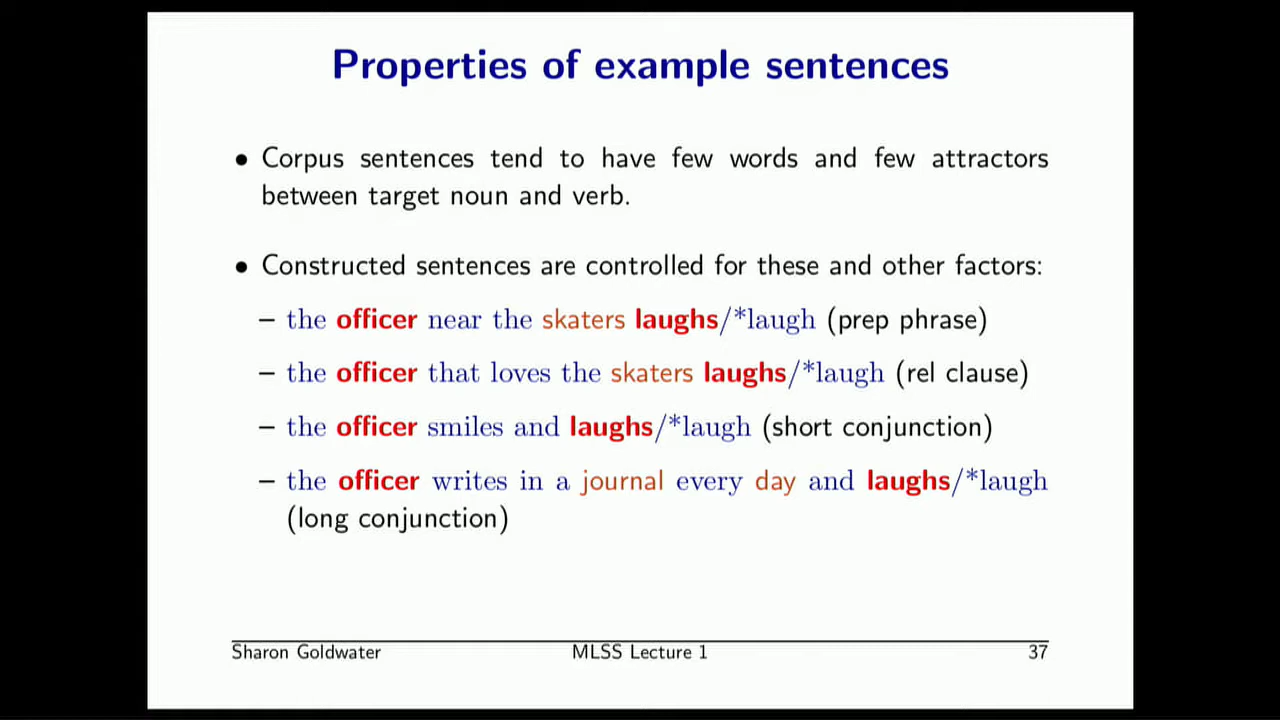 Properties of example sentences
• Corpus sentences tend to have few words and few attractors
between target noun and verb.
• Constructed sentences are controlled for these and other factors:
– the officer near the skaters laughs/*laugh (prep phrase)
– the officer that loves the skaters laughs/*laugh (rel clause)
– the officer smiles and laughs/*laugh (short conjunction)
– the officer writes in a journal every day and laughs/*laugh
(long conjunction)
Sharon Goldwater MLSS Lecture 1 37